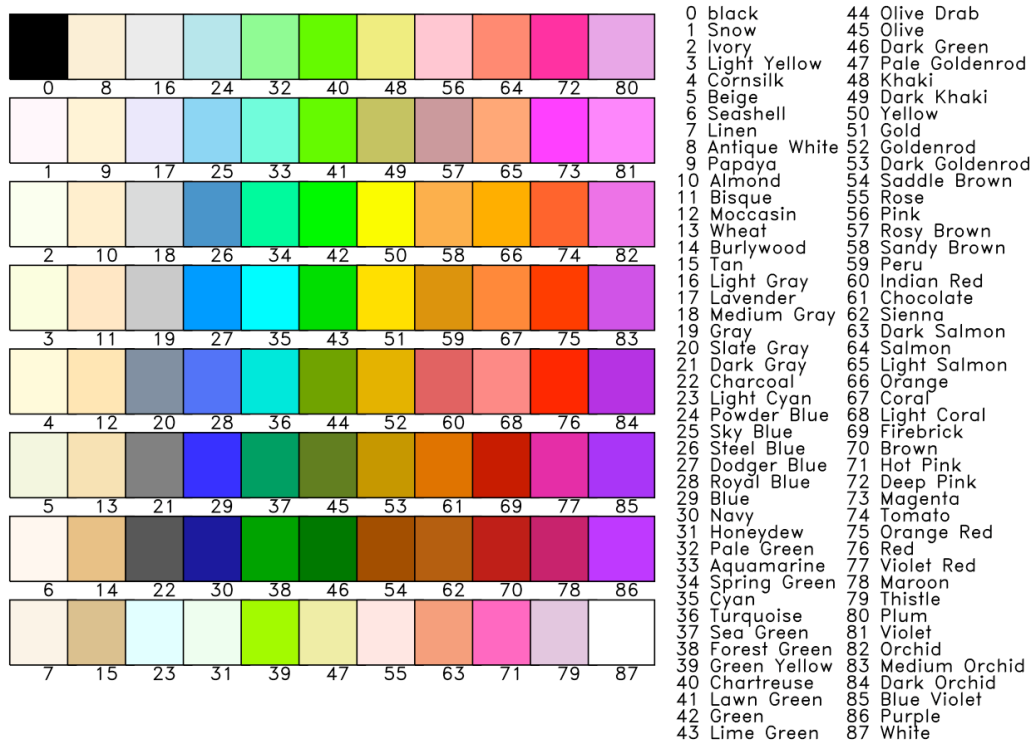 0 8 16 24 32 40 48 56 64 72 80
1 9 17 25 33 41 49 57 65 73 81
2 10 18 26 34 42 50 58 66 74 82
3 11 19 27 35 43 51 59 67 75 83
4 12 20 28 36 44 52 60 68 76 84
5 13 21 29 37 45 53 61 69 77 85
6 14 22 30 38 46 54 62 70 78 86
7 15 23 31 39 47 55 63 71 79 87
0 black
1 Snow
2 Ivory
3 Light Yellow
4 Cornsilk
5 Beige
6 Seashell
7 Linen
8 Antique White
9 Papaya
10 Almond
11 Bisque
12 Moccasin
13 Wheat
14 Burlywood
15 Tan
16 Light Gray
17 Lavender
18 Medium Gray
19 Gray
20 Slate Gray
21 Dark Gray
22 Charcoal
23 Light Cyan
24 Powder Blue
25 Sky Blue
26 Steel Blue
27 Dodger Blue
28 Royal Blue
29 Blue
30 Navy
31 Honeydew
32 Pale Green
33 Aquamarine
34 Spring Green
35 Cyan
36 Turquoise
37 Sea Green
38 Forest Green
39 Green Yellow
40 Chartreuse
41 Lawn Green
42 Green
43 Lime Green
44 Olive Drab
45 Olive
46 Dark Green
47 Pale Goldenrod
48 Khaki
49 Dark Khaki
50 Yellow
51 Gold
52 Goldenrod
53 Dark Goldenrod
54 Saddle Brown
55 Rose
56 Pink
57 Rosy Brown
58 Sandy Brown
59 Peru
60 Indian Red
61 Chocolate
62 Sienna
63 Dark Salmon
64 Salmon
65 Light Salmon
66 Orange
67 Coral
68 Light Coral
69 Firebrick
70 Brown
71 Hot Pink
72 Deep Pink
73 Magenta
74 Tomato
75 Orange Red
76 Red
77 Violet Red
78 Maroon
79 Thistle
80 Plum
81 Violet
82 Orchid
83 Medium Orchid
84 Dark Orchid
85 Blue Violet
86 Purple
87 White